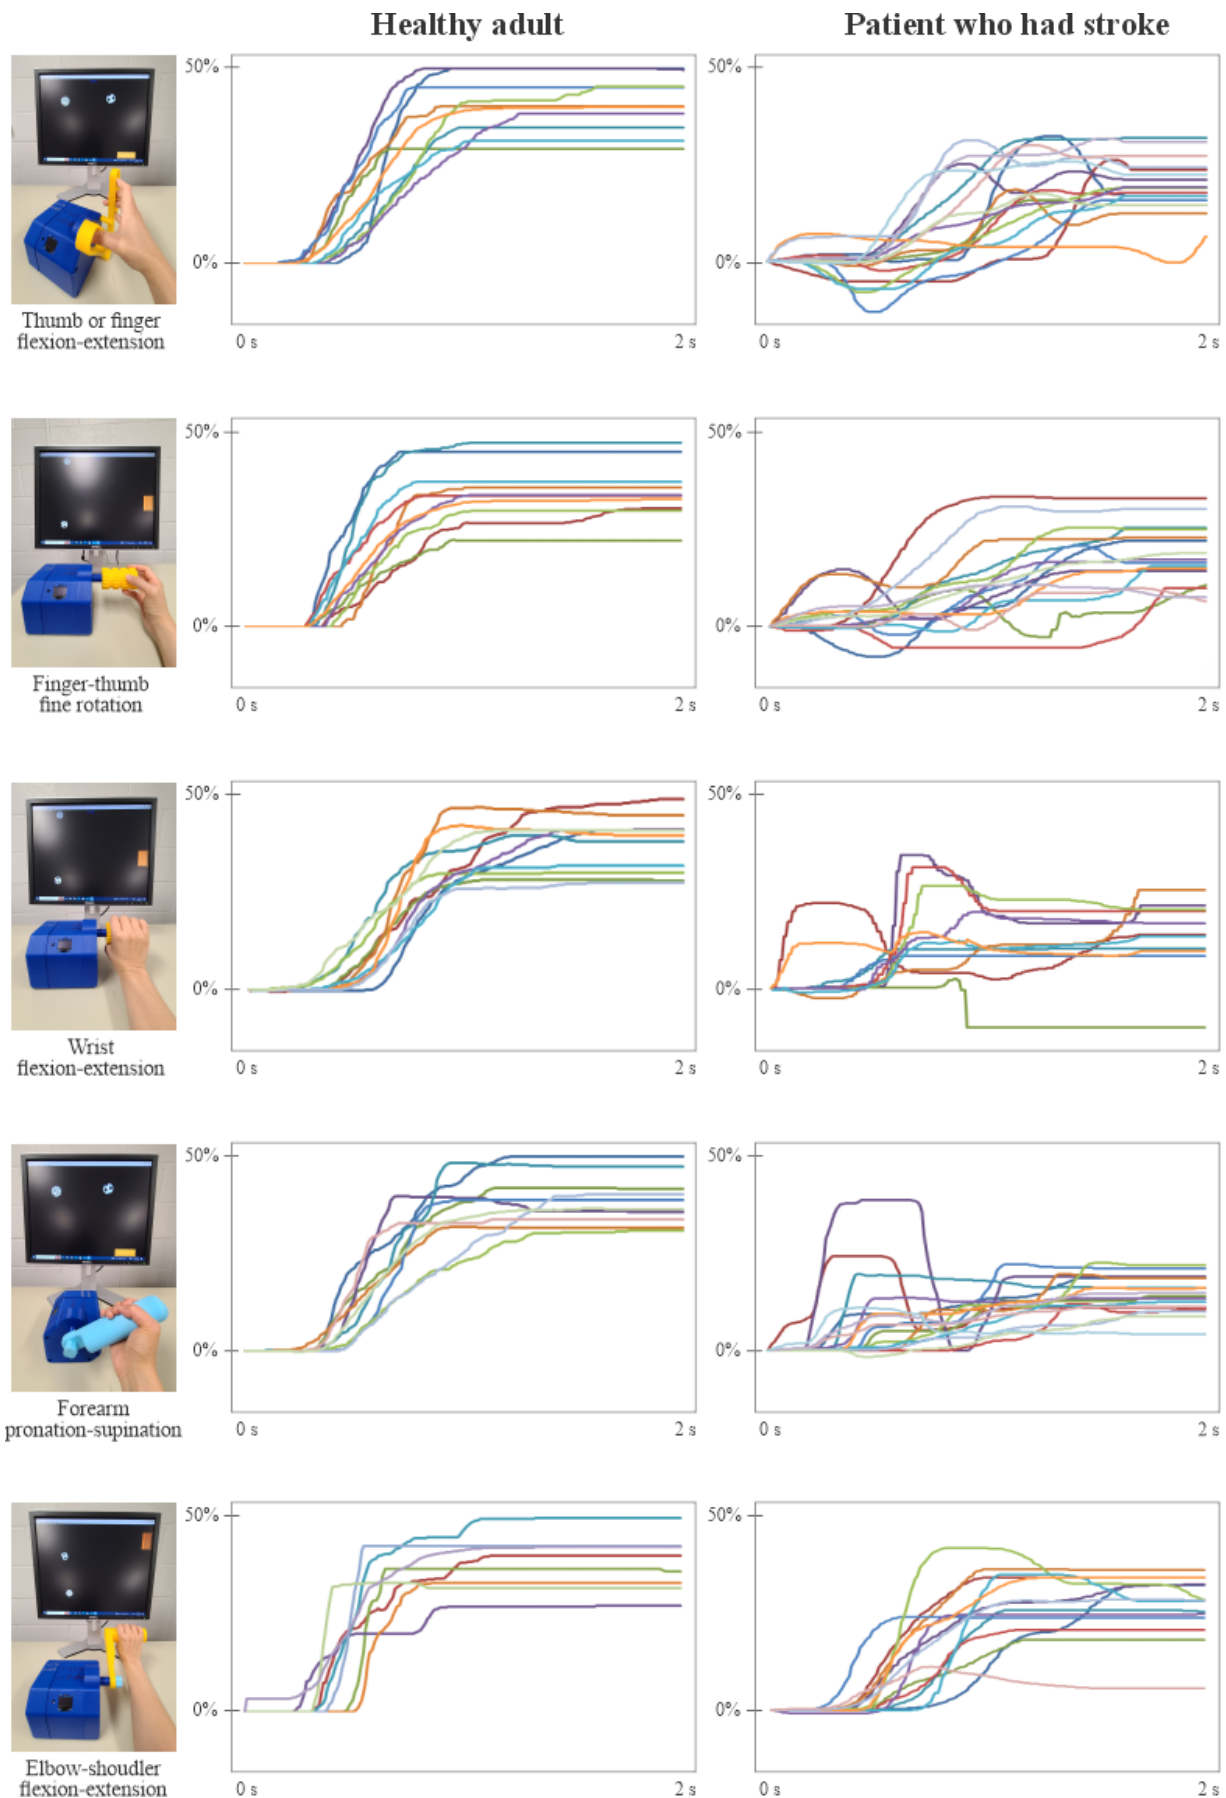 Healthy adult
Patient who had stroke
50%
0%
0 s
2 s
50%
0%
0 s
2 s
Thumb or finger
flexion-extension
50%
0%
0 s
2 s
50%
0%
0 s
2 s
Finger-thumb
fine rotation
50%
0%
0 s
2 s
50%
0%
0 s
2 s
Wrist
flexion-extension
50%
0%
0 s
2 s
50%
0%
0 s
2 s
Forearm
pronation-supination
50%
0%
0 s
2 s
50%
0%
0 s
2 s
Elbow-shoudler
flexion-extension